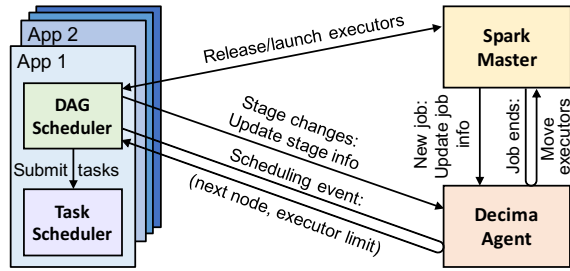 App 2
App 1
DAG
Scheduler
Submit tasks
Task
Scheduler
Release/launch executors
Stage changes:
Update stage info
Scheduling event:
(next node, executor limit)
Spark
Master
New job:
Update job
info
Job ends:
Move
executors
Decima
Agent